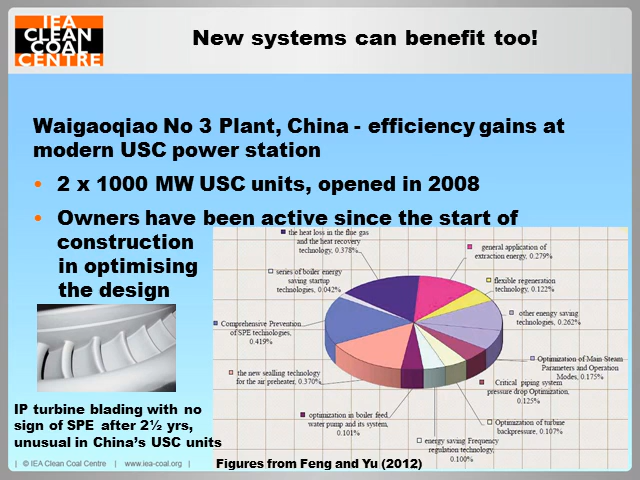 IEA
CLEAN
COAL
CENTRE
New systems can benefit too!
Waigaoqiao No 3 Plant, China - efficiency gains at
modern USC power station
• 2 x 1000 MW USC units, opened in 2008
• Owners have been active since the start of
construction
in optimising
the design
the heat loss in the flue gas
and the heat recovery
technology, 0.378%
general application of
extraction energy, 0.279%
series of boiler energy
saving startup
technologies, 0.042%
flexible regeneration
technology, 0.122%
other energy saving
technologies, 0.262%
Comprehensive Prevention
of SPE technologies,
0.419%
Optimization of Main Steam
Parameters and Operation
Modes, 0.175%
the new sealling technology
for the air preheater, 0.370%
Critical piping system
pressure drop Optimization,
0.125%
optimization in boiler feed
water pump and its system,
0.101%
Optimization of turbine
backpressure, 0.107%
energy saving Frequency
regulation technology,
0.100%
IP turbine blading with no
sign of SPE after 2½ yrs,
unusual in China's USC units
| © IEA Clean Coal Centre | www.iea-coal.org |
Figures from Feng and Yu (2012)